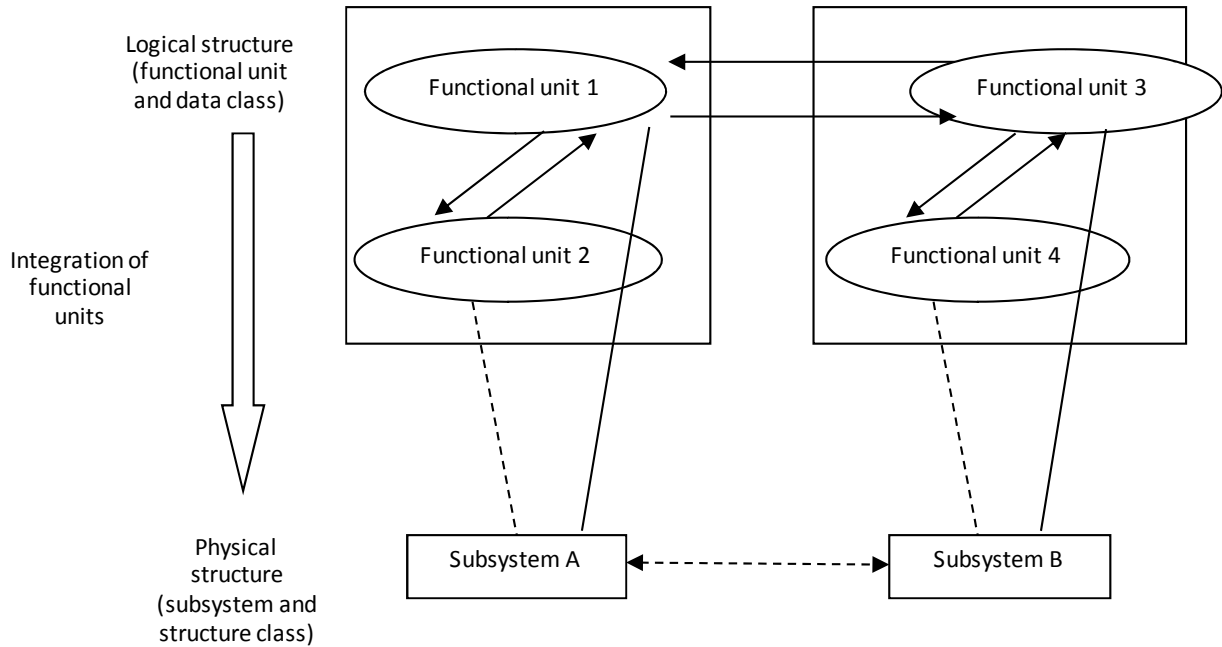 Logical structure
(functional unit
and data class)
Functional unit 1
Functional unit 3
Functional unit 2
Functional unit 4
Integration of
functional
units
Subsystem A
Subsystem B
Physical
structure
(subsystem and
structure class)